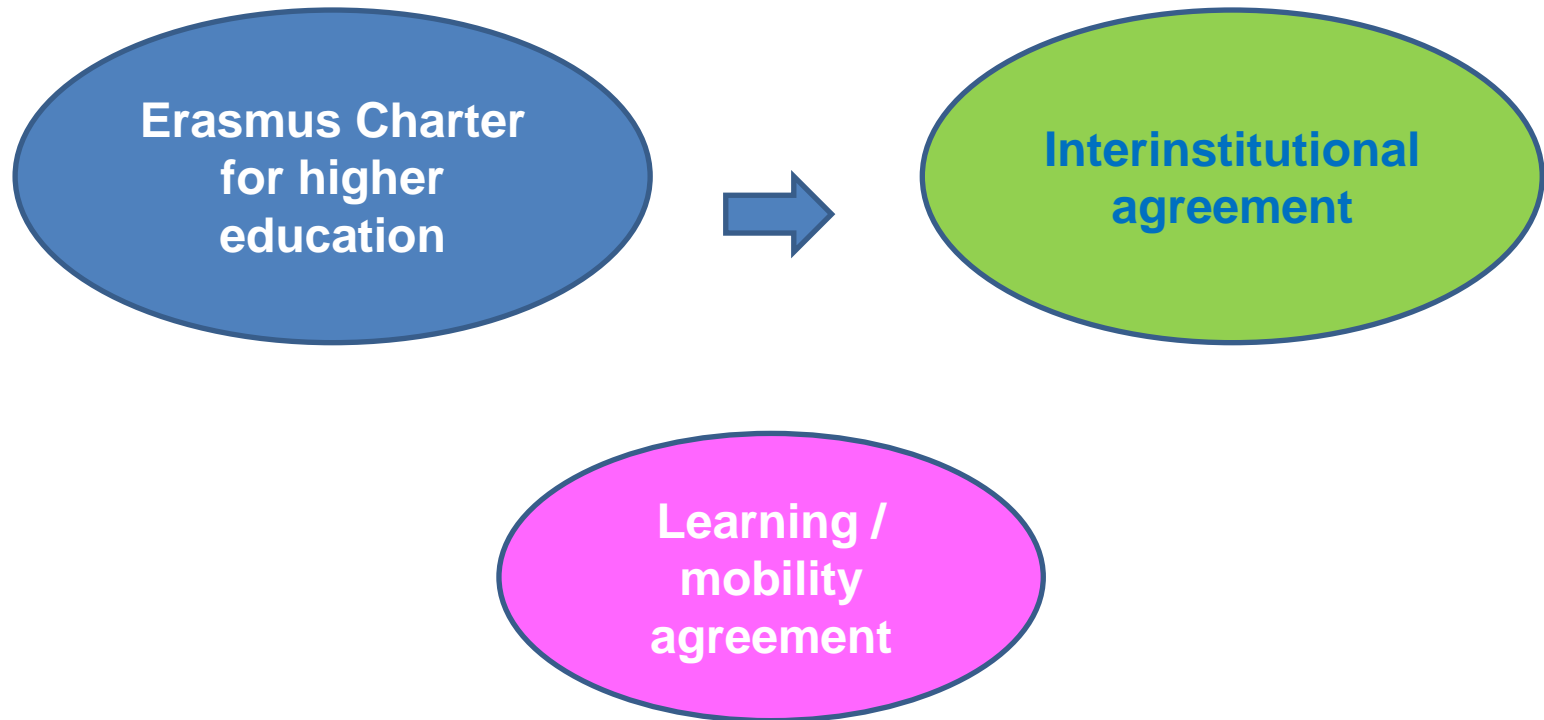 Erasmus Charter
for higher
education
Interinstitutional
agreement
Learning /
mobility
agreement